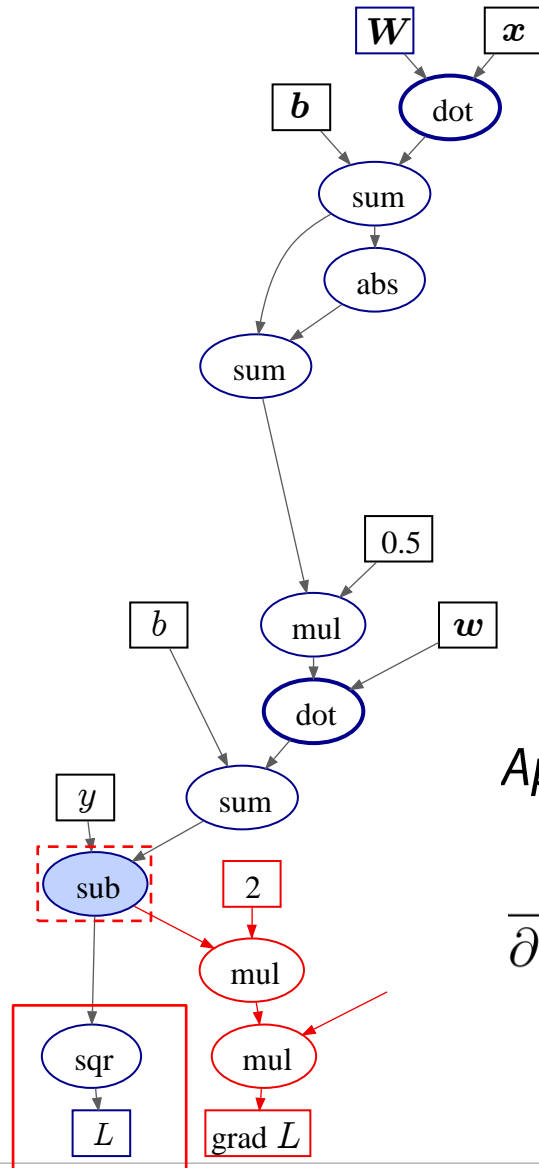 W x
b dot
sum
abs
sum
0.5
b mul w
dot
sum
y
sub 2
mul
sqr mul
L grad L
∂